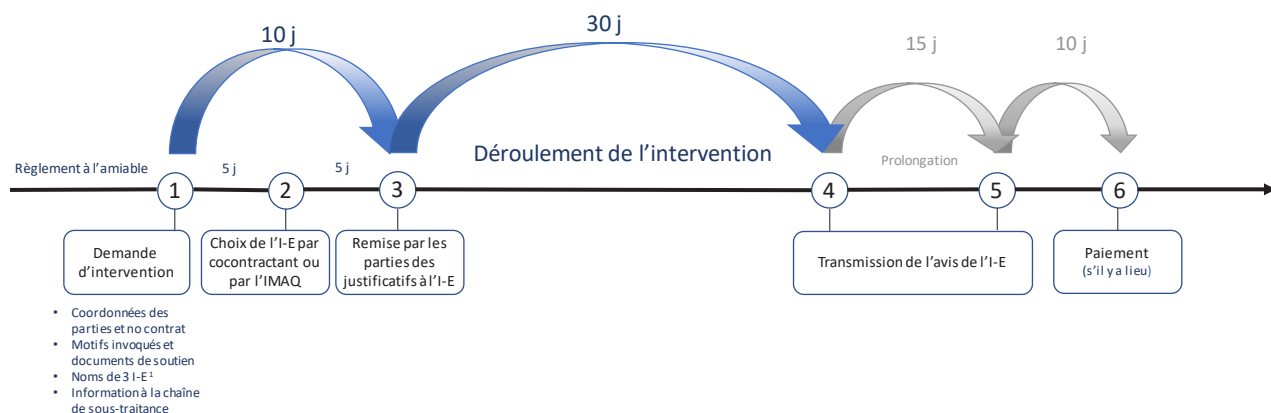 10 j
30 j
15 j
10 j
Règlement à l'amiable
5 j
5 j
Déroulement de l'intervention
Prolongation
1
2
3
4
5
6
Demande
d'intervention
Choix de l'I-E par
cocontractant ou
par l'IMAQ
Remise par les
parties des
justificatifs à l'I-E
Transmission de l'avis de l'I-E
Paiement
(s'il y a lieu)
• Coordonnées des
parties et no contrat
• Motifs invoqués et
documents de soutien
• Noms de 3 I-E¹
• Information à la chaîne
de sous-traitance